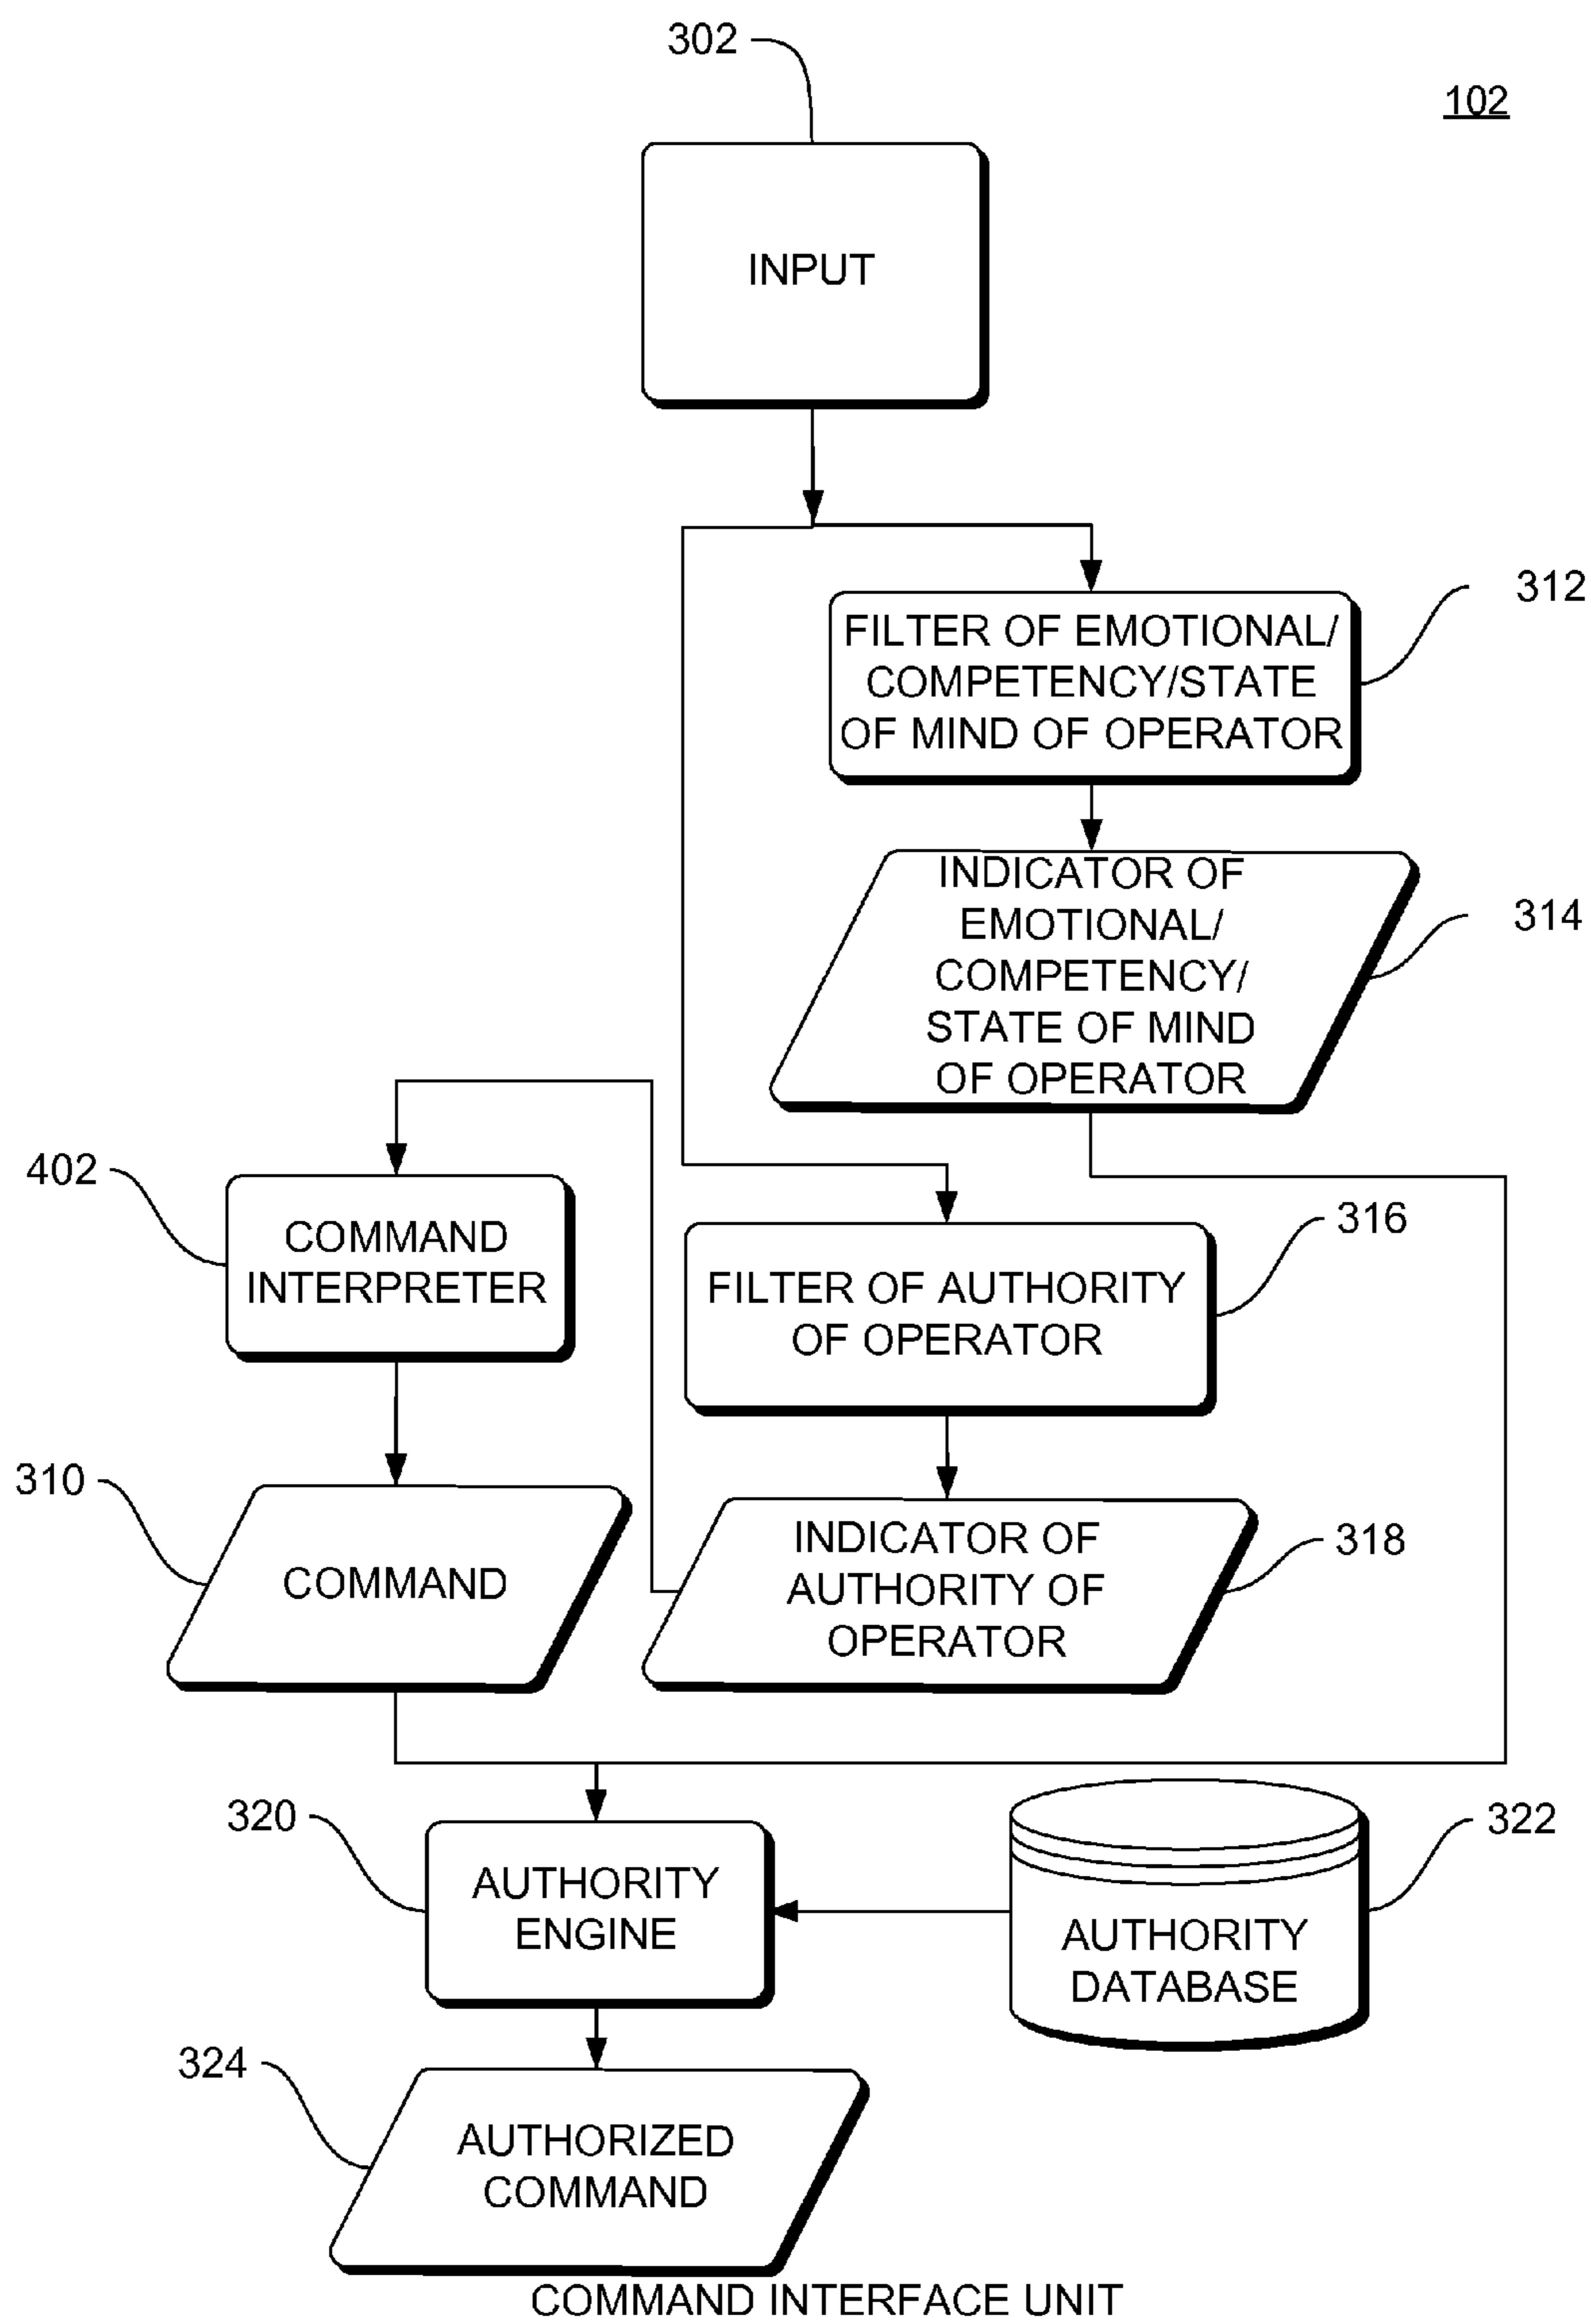 302
102
INPUT
312
FILTER OF EMOTIONAL/
COMPETENCY/STATE
OF MIND OF OPERATOR
314
INDICATOR OF
EMOTIONAL/
COMPETENCY/
STATE OF MIND
OF OPERATOR
402
COMMAND
INTERPRETER
316
FILTER OF AUTHORITY
OF OPERATOR
310
COMMAND
318
INDICATOR OF
AUTHORITY OF
OPERATOR
320
AUTHORITY
ENGINE
322
AUTHORITY
DATABASE
324
AUTHORIZED
COMMAND
COMMAND INTERFACE UNIT